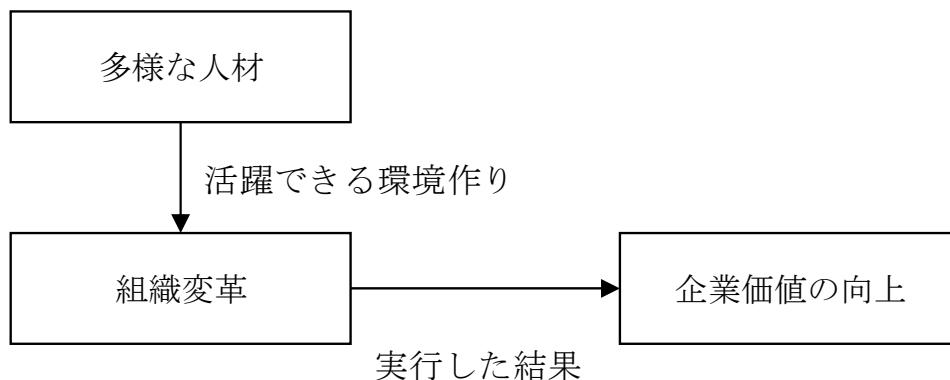 多様な人材
活躍できる環境作り
組織変革
企業価値の向上
実行した結果